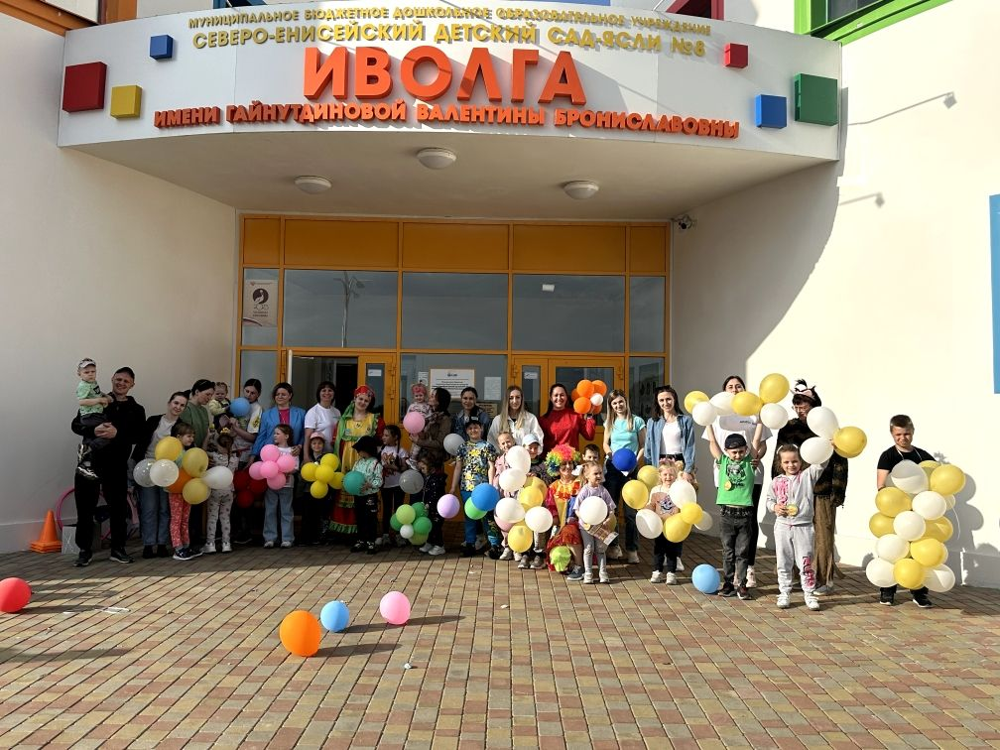 МУНИЦИПАЛЬНОЕ БЮДЖЕТНОЕ ДОШКОЛЬНОЕ ОБРАЗОВАТЕЛЬНОЕ УЧРЕЖДЕНИЕ
СЕВЕРО-ЕНИСЕЙСКИЙ ДЕТСКИЙ САД-ЯСЛИ №8
ИВОЛГА
ИМЕНИ ГАЙНУТДИНОВОЙ ВАЛЕНТИНЫ БРОНИСЛАВОВНЫ